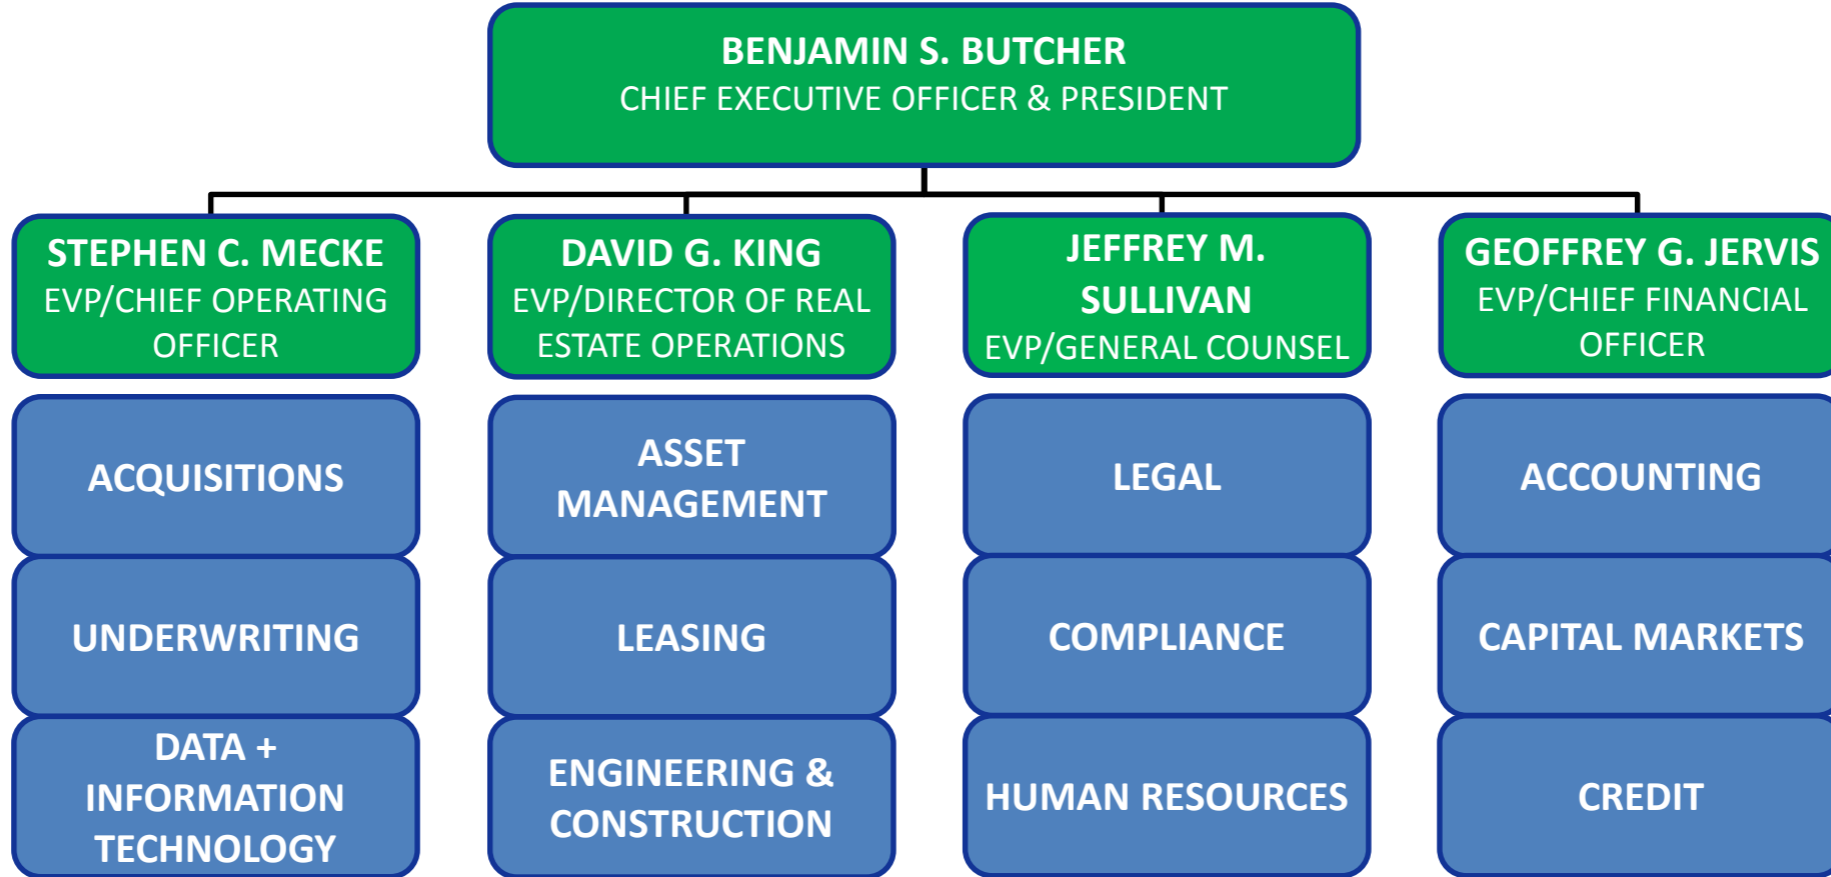 BENJAMIN S. BUTCHER
CHIEF EXECUTIVE OFFICER & PRESIDENT
STEPHEN C. MECKE
EVP/CHIEF OPERATING
OFFICER
DAVID G. KING
EVP/DIRECTOR OF REAL
ESTATE OPERATIONS
JEFFREY M.
SULLIVAN
EVP/GENERAL COUNSEL
GEOFFREY G. JERVIS
EVP/CHIEF FINANCIAL
OFFICER
ACQUISITIONS
ASSET
MANAGEMENT
LEGAL
ACCOUNTING
UNDERWRITING
LEASING
COMPLIANCE
CAPITAL MARKETS
DATA +
INFORMATION
TECHNOLOGY
ENGINEERING &
CONSTRUCTION
HUMAN RESOURCES
CREDIT